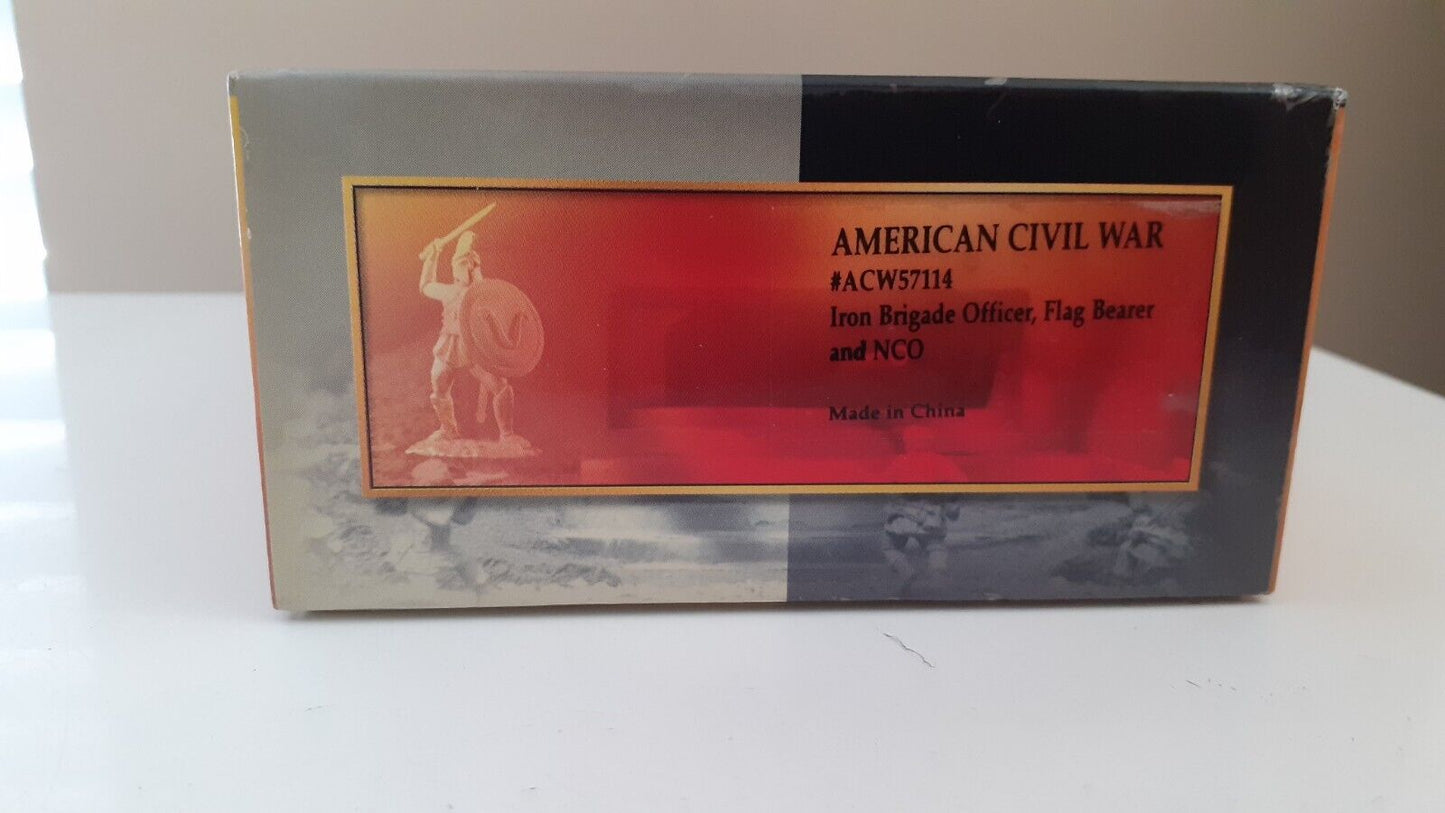 AMERICAN CIVIL WAR
#ACW57114
Iron Brigade Officer, Flag Bearer
and NCO
Made in China